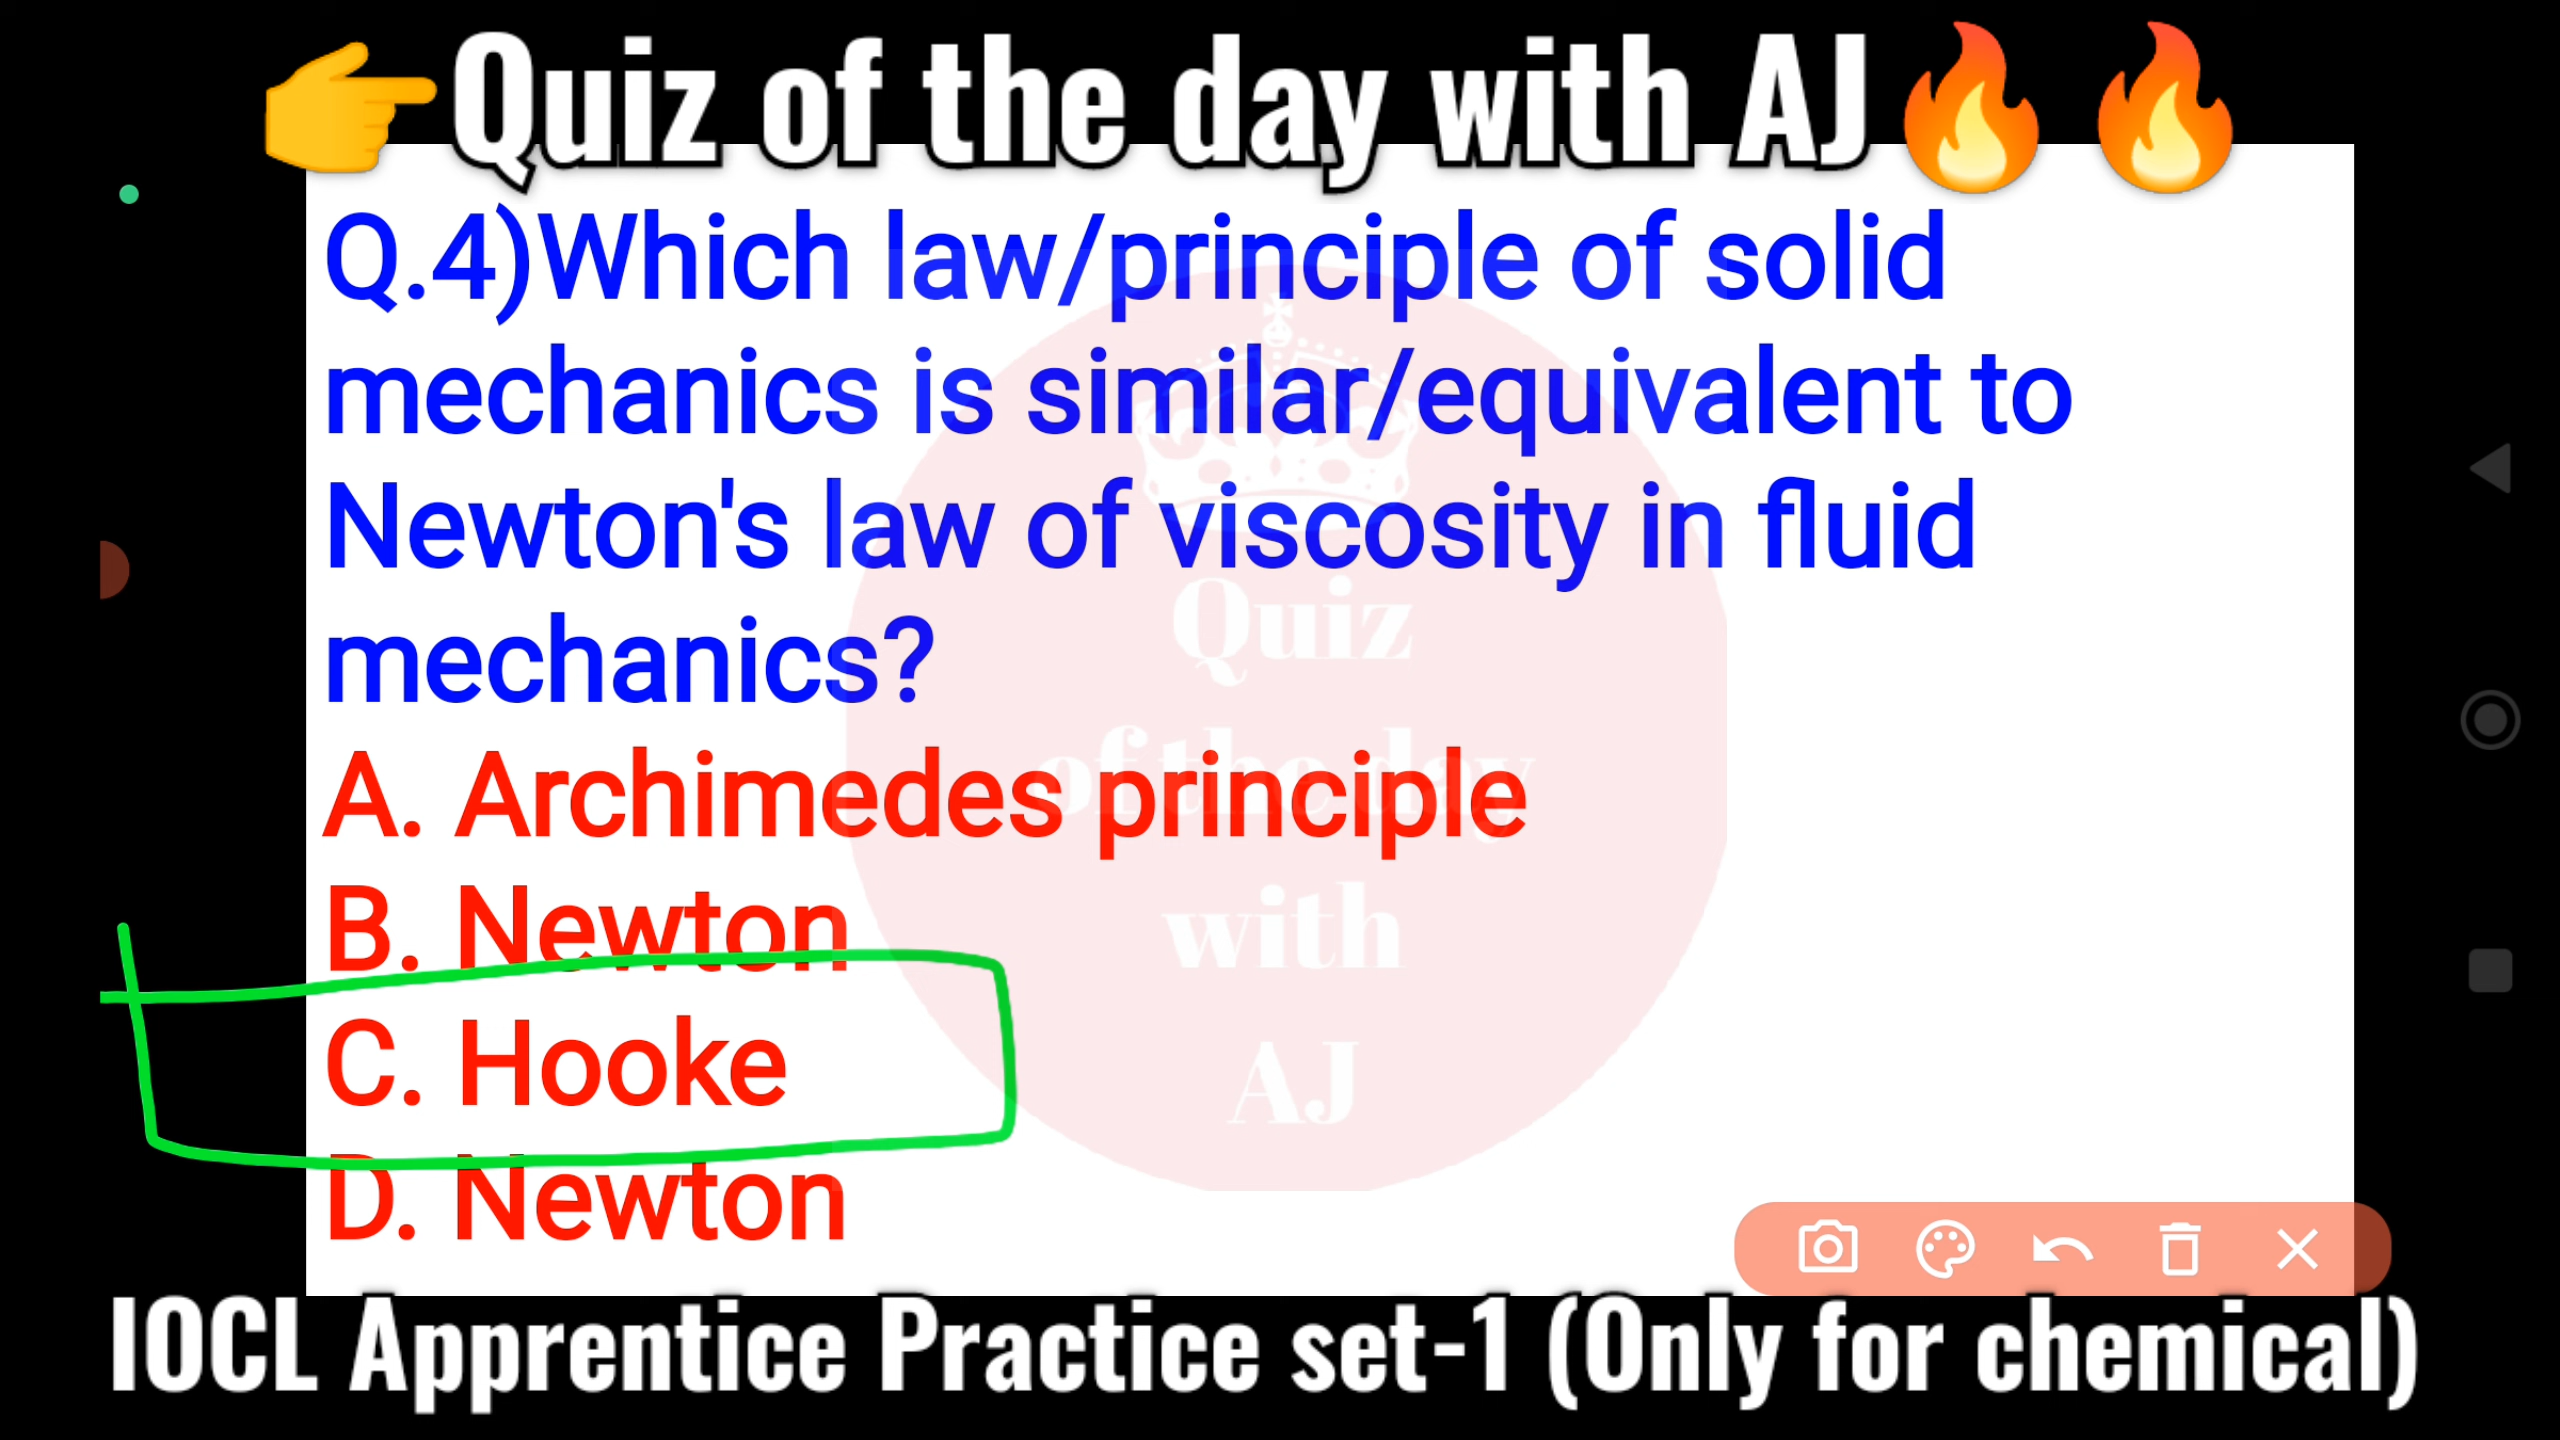 👉Quiz of the day with AJ🔥🔥
Q.4)Which law/principle of solid
mechanics is similar/equivalent to
Newton's law of viscosity in fluid
mechanics?
A. Archimedes principle
B. Newton
C. Hooke
D. Newton
Quiz
of the day
with
AJ
IOCL Apprentice Practice set-1 (Only for chemical)